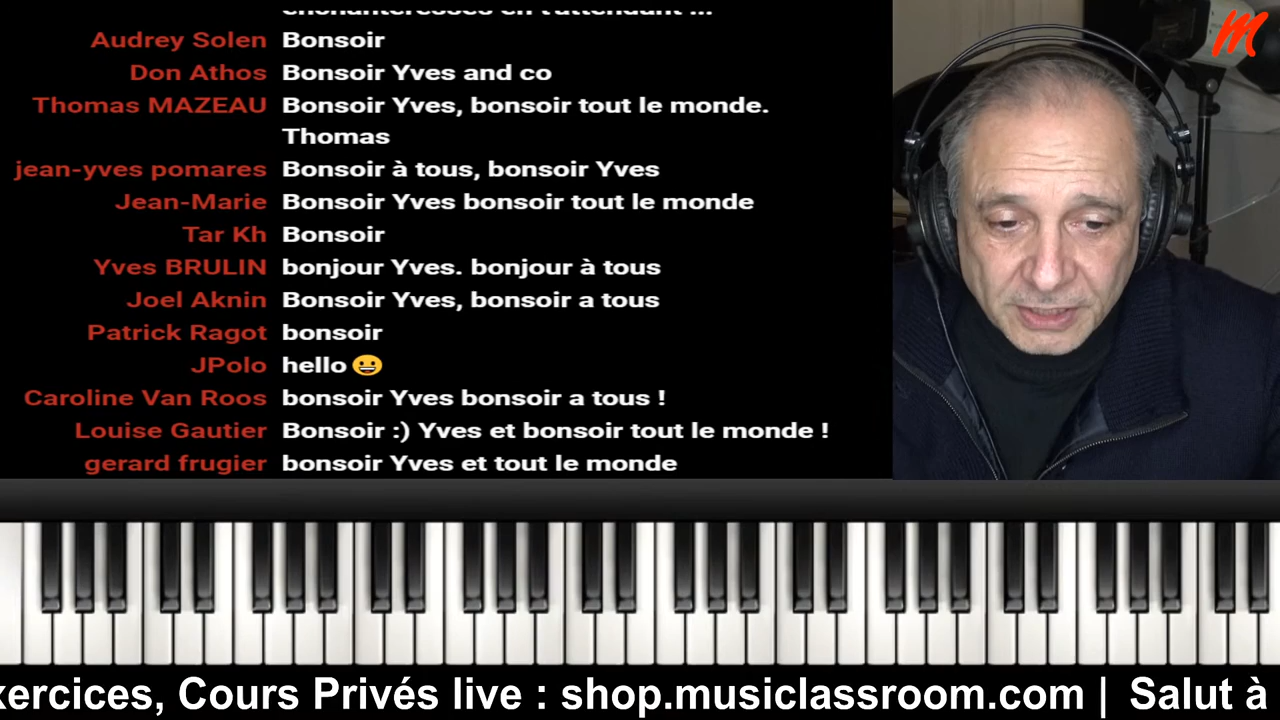 enchanteresses en t'attendant ...
Audrey Solen Bonsoir
Don Athos Bonsoir Yves and co
Thomas MAZEAU Bonsoir Yves, bonsoir tout le monde.
Thomas
jean-yves pomares Bonsoir à tous, bonsoir Yves
Jean-Marie Bonsoir Yves bonsoir tout le monde
Tar Kh Bonsoir
Yves BRULIN bonjour Yves. bonjour à tous
Joel Aknin Bonsoir Yves, bonsoir a tous
Patrick Ragot bonsoir
JPolo hello 😀
Caroline Van Roos bonsoir Yves bonsoir a tous !
Louise Gautier Bonsoir :) Yves et bonsoir tout le monde !
gerard frugier bonsoir Yves et tout le monde
M
xercices, Cours Privés live : shop.musiclassroom.com | Salut à